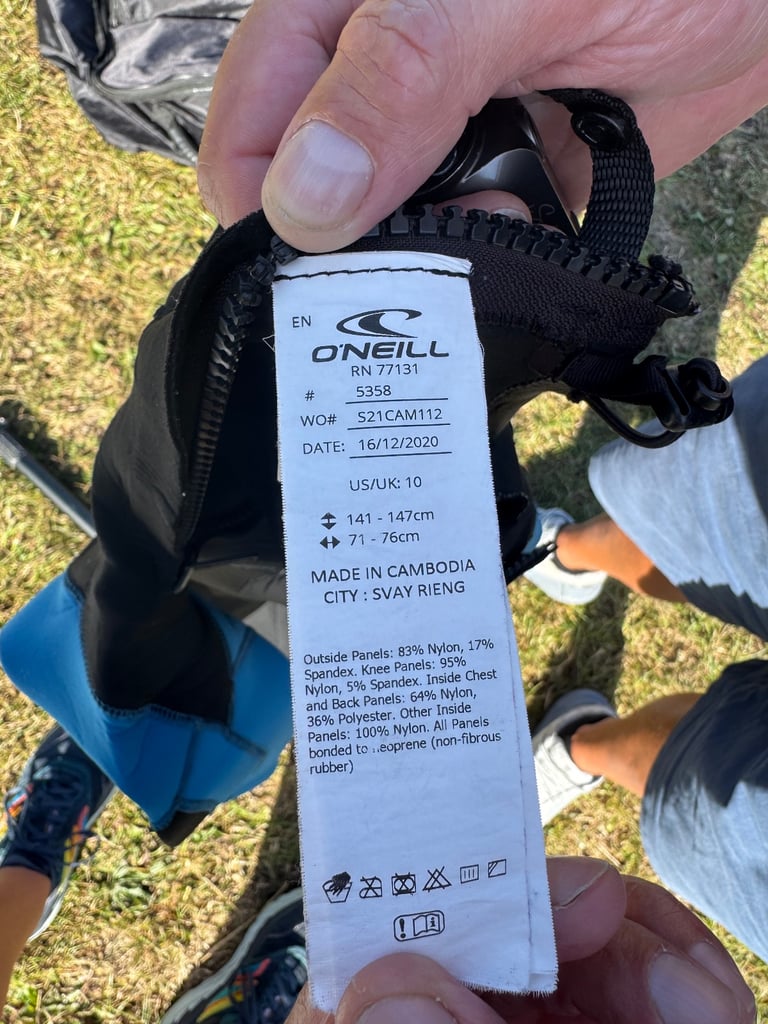 EN
O'NEILL
RN 77131
# 5358
WO# S21CAM112
DATE: 16/12/2020
US/UK: 10
141 - 147cm
71 - 76cm
MADE IN CAMBODIA
CITY : SVAY RIENG
Outside Panels: 83% Nylon, 17%
Spandex. Knee Panels: 95%
Nylon, 5% Spandex. Inside Chest
and Back Panels: 64% Nylon,
36% Polyester. Other Inside
Panels: 100% Nylon. All Panels
bonded to neoprene (non-fibrous
rubber)